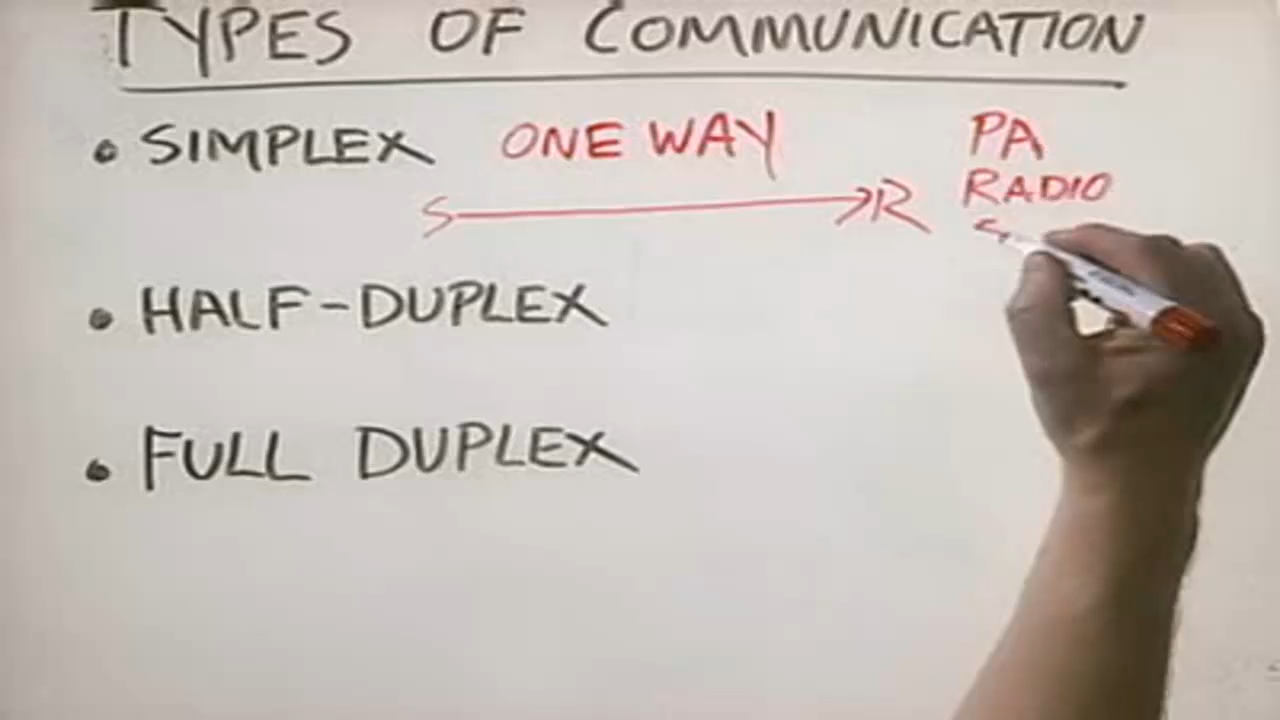 TYPES OF COMMUNICATION
• SIMPLEX ONE WAY PA
RADIO
S R
• HALF-DUPLEX
• FULL DUPLEX